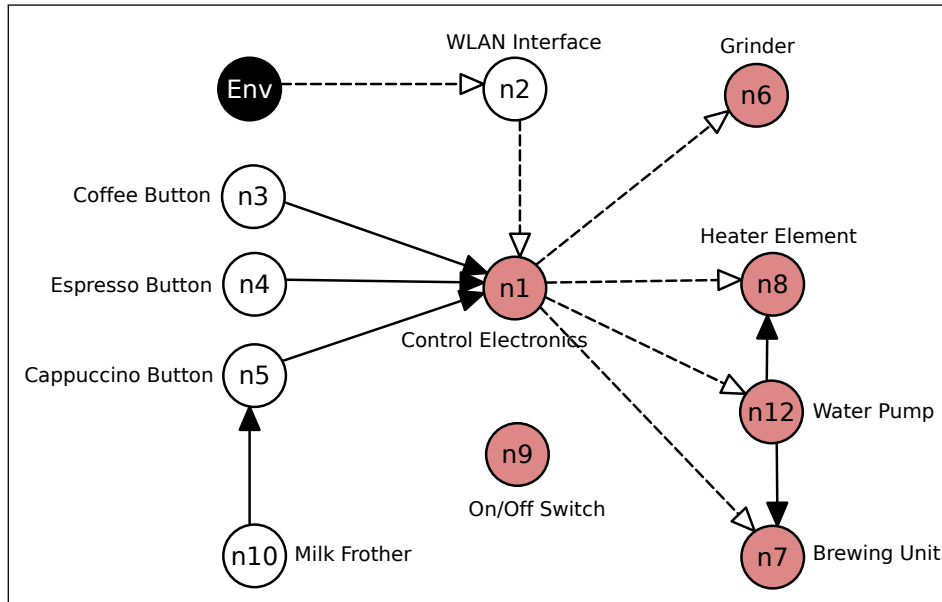 WLAN Interface
Grinder
Env
n2
n6
Coffee Button
n3
Heater Element
Espresso Button
n4
n1
n8
Control Electronics
Cappuccino Button
n5
n12
Water Pump
n9
On/Off Switch
n10
Milk Frother
n7
Brewing Unit